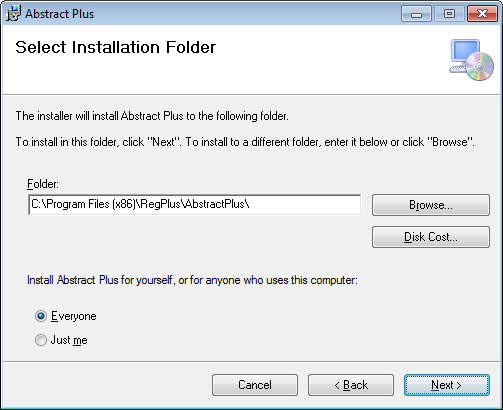 Abstract Plus
Select Installation Folder
The installer will install Abstract Plus to the following folder.
To install in this folder, click "Next". To install to a different folder, enter it below or click "Browse".
Folder:
C:\Program Files (x86)\RegPlus\AbstractPlus\
Browse...
Disk Cost...
Install Abstract Plus for yourself, or for anyone who uses this computer:
Everyone
Just me
Cancel
< Back
Next >